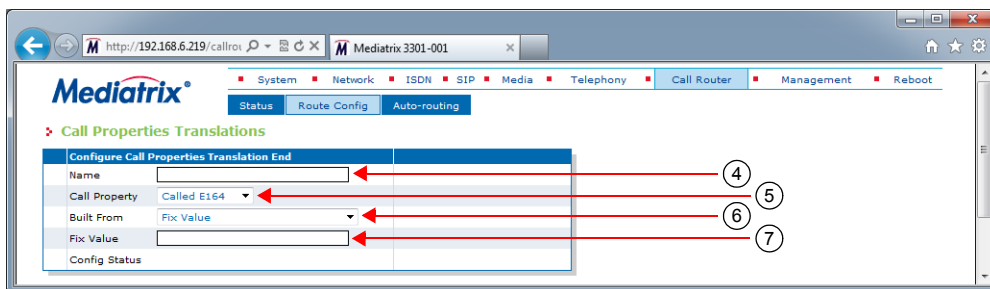 http://192.168.6.219/callrou
Mediatrix 3301-001
Mediatrix
System Network ISDN SIP Media Telephony Call Router Management Reboot
Status Route Config Auto-routing
Call Properties Translations
Configure Call Properties Translation End
Name
4
Call Property Called E164
5
Built From Fix Value
6
Fix Value
7
Config Status